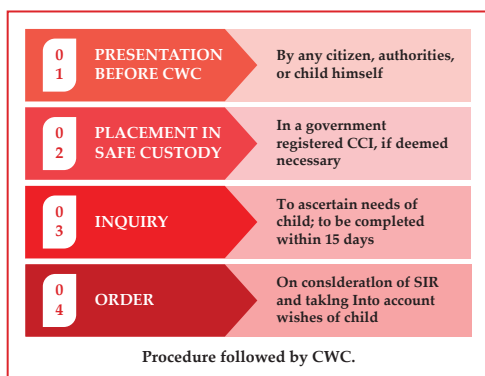 0
1
PRESENTATION
BEFORE CWC
By any citizen, authorities,
or child himself
0
2
PLACEMENT IN
SAFE CUSTODY
In a government
registered CCI, if deemed
necessary
0
3
INQUIRY
To ascertain needs of
child; to be completed
within 15 days
0
4
ORDER
On consIderatIon of SIR
and takIng Into account
wishes of child
Procedure followed by CWC.